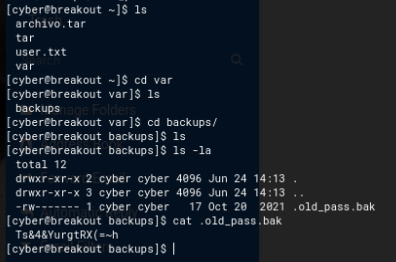 [cyber@breakout ~]$ ls
archivo.tar
tar
user.txt
var
[cyber@breakout ~]$ cd var
[cyber@breakout var]$ ls
backups
[cyber@breakout var]$ cd backups/
[cyber@breakout backups]$ ls
[cyber@breakout backups]$ ls -la
total 12
drwxr-xr-x 2 cyber cyber 4096 Jun 24 14:13 .
drwxr-xr-x 3 cyber cyber 4096 Jun 24 14:13 ..
-rw------- 1 cyber cyber 17 Oct 20 2021 .old_pass.bak
[cyber@breakout backups]$ cat .old_pass.bak
Ts&4&YurgtRX(=~h
[cyber@breakout backups]$